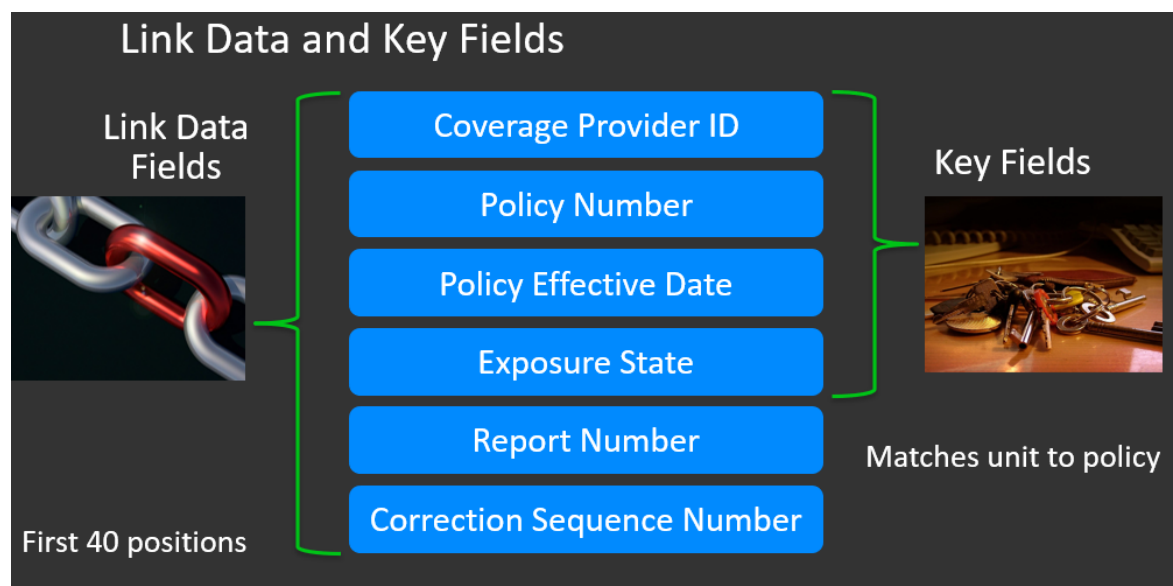 Link Data and Key Fields
Link Data
Fields
First 40 positions
Coverage Provider ID
Policy Number
Policy Effective Date
Exposure State
Report Number
Correction Sequence Number
Key Fields
Matches unit to policy